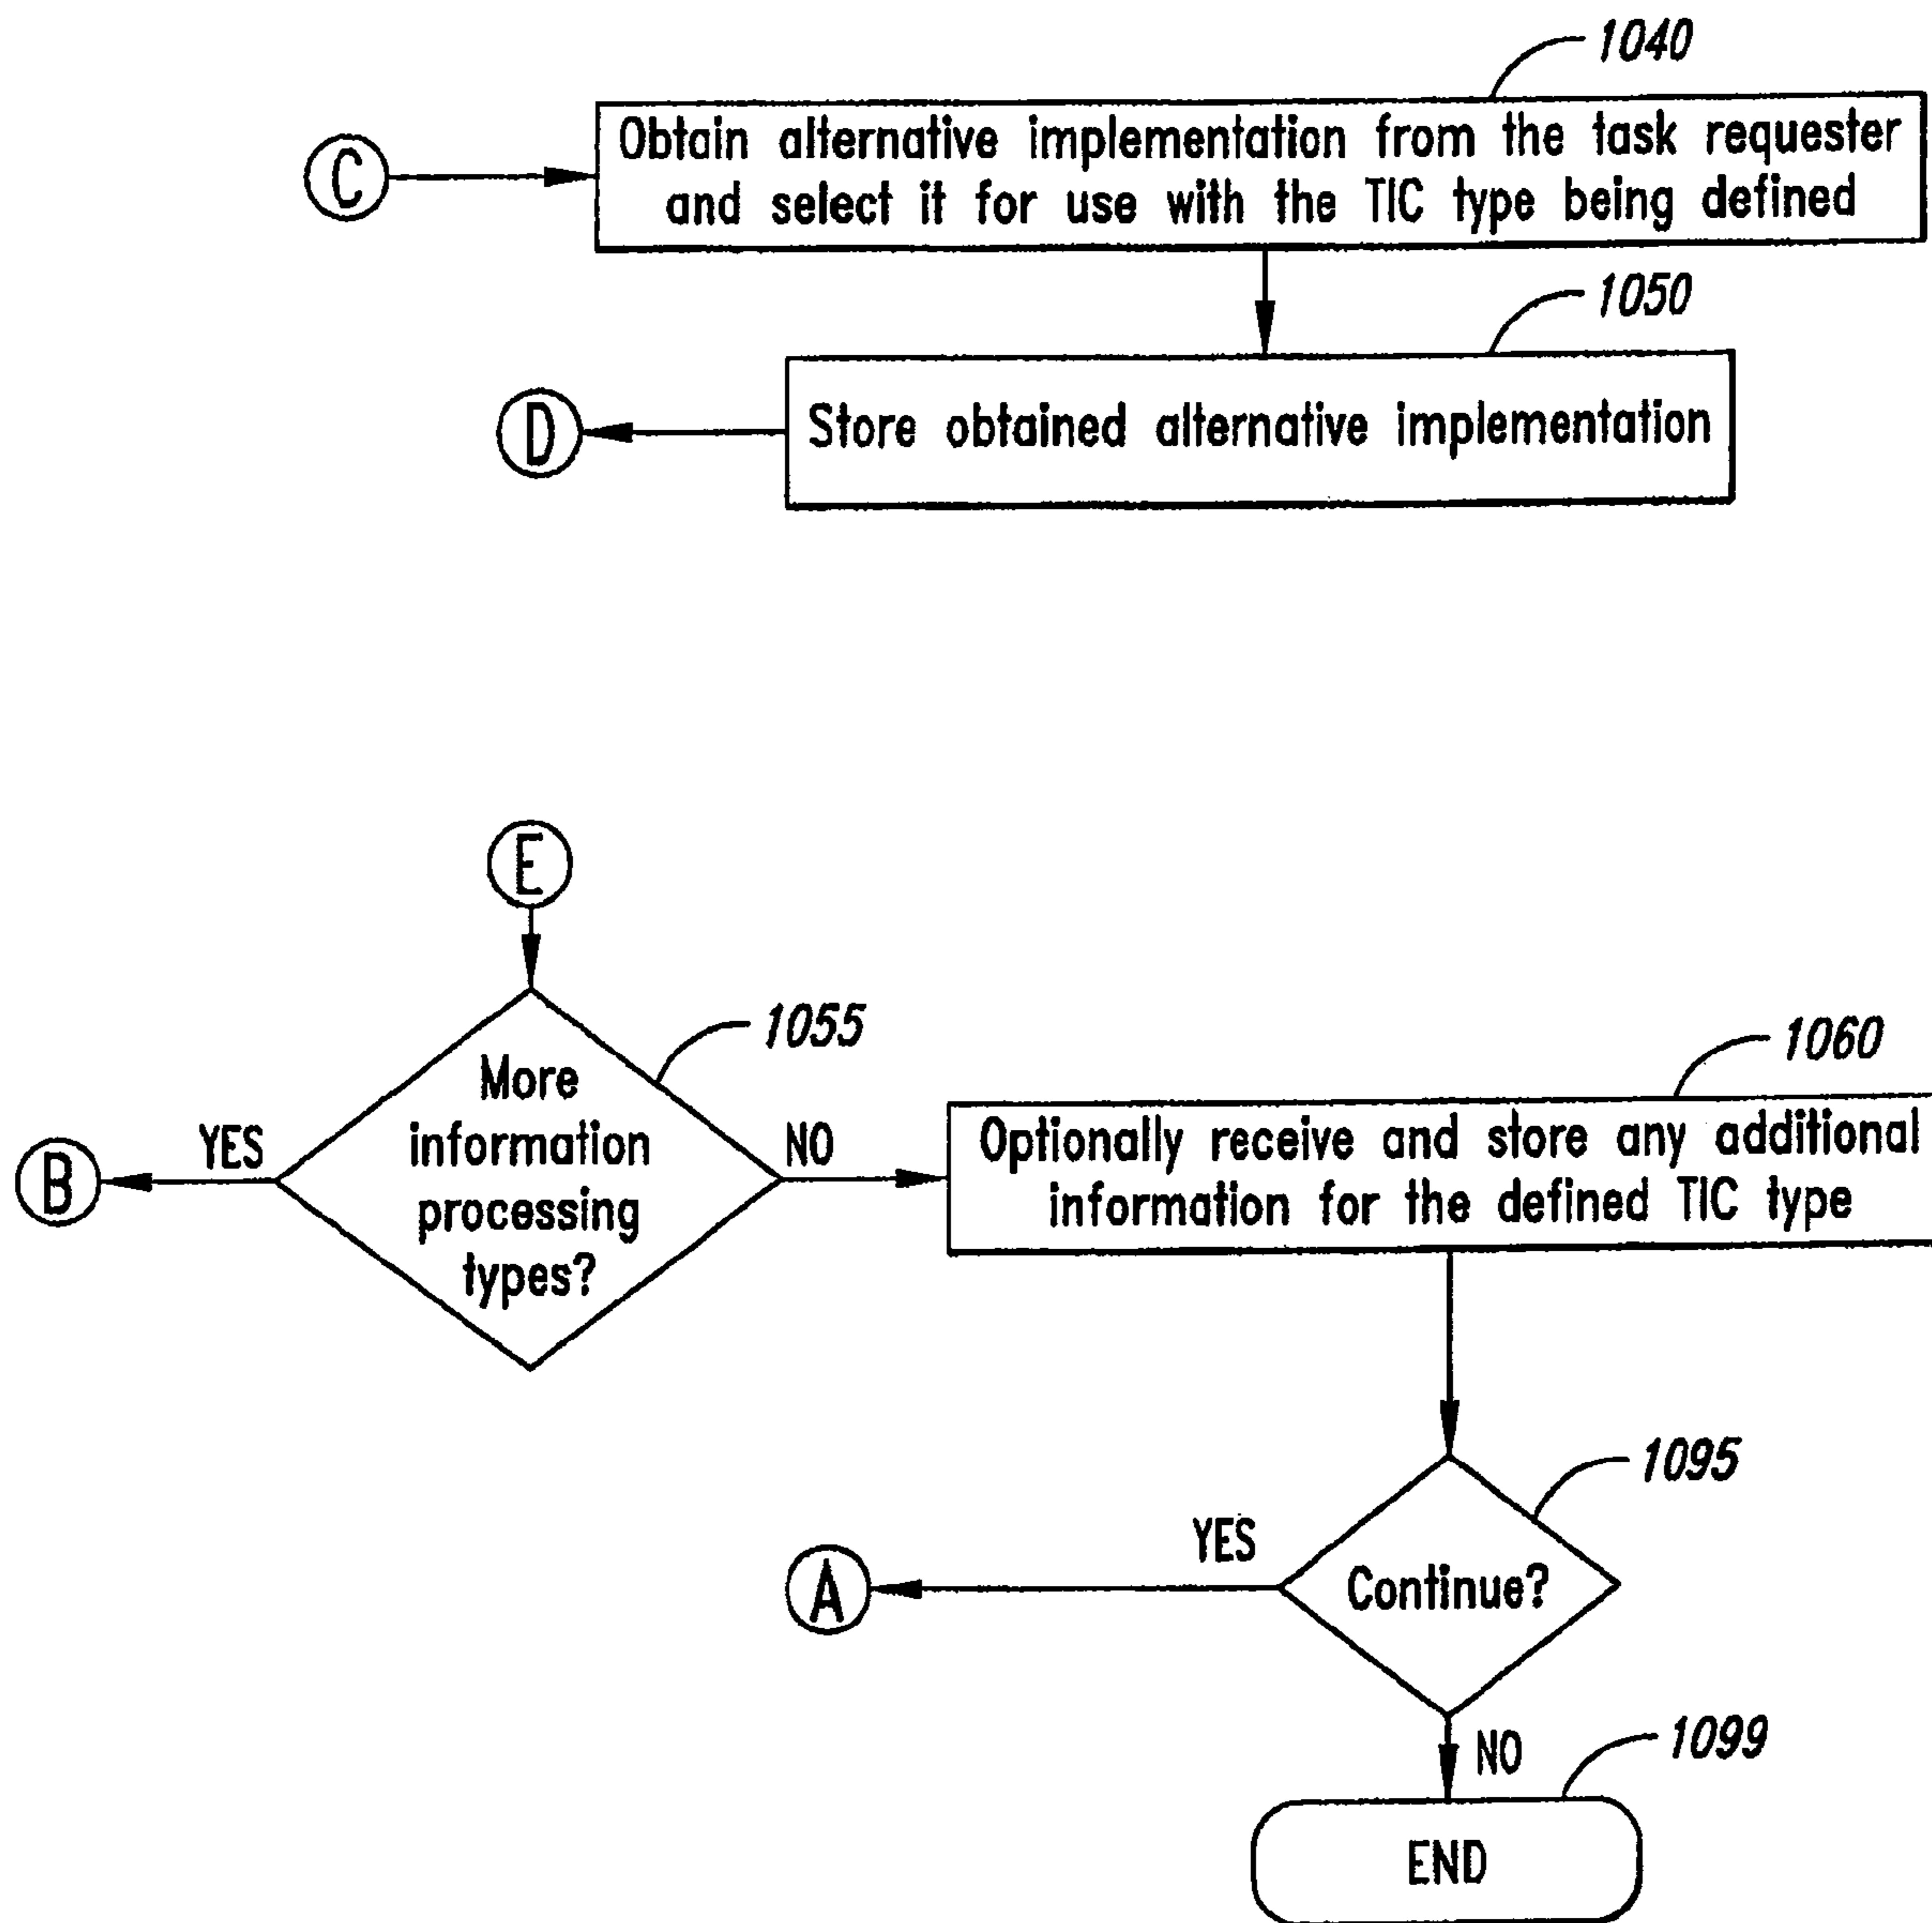 1040
C
Obtain alternative implementation from the task requester
and select it for use with the TIC type being defined
1050
D
Store obtained alternative implementation
E
1055
More
information
processing
types?
YES
B
NO
1060
Optionally receive and store any additional
information for the defined TIC type
1095
YES
A
Continue?
NO
1099
END